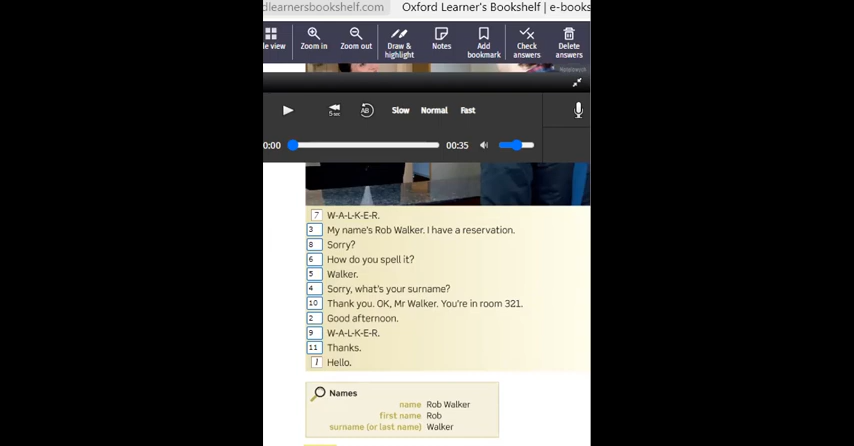 dlearnersbookshelf.com
Oxford Learner's Bookshelf | e-books
le view
Zoom in
Zoom out
Draw & highlight
Notes
Add bookmark
Check answers
Delete answers
5 sec
AB
Slow
Normal
Fast
0:00
00:35
7 W-A-L-K-E-R.
3 My name's Rob Walker. I have a reservation.
8 Sorry?
6 How do you spell it?
5 Walker.
4 Sorry, what's your surname?
10 Thank you. OK, Mr Walker. You're in room 321.
2 Good afternoon.
9 W-A-L-K-E-R.
11 Thanks.
1 Hello.
Names
name Rob Walker
first name Rob
surname (or last name) Walker